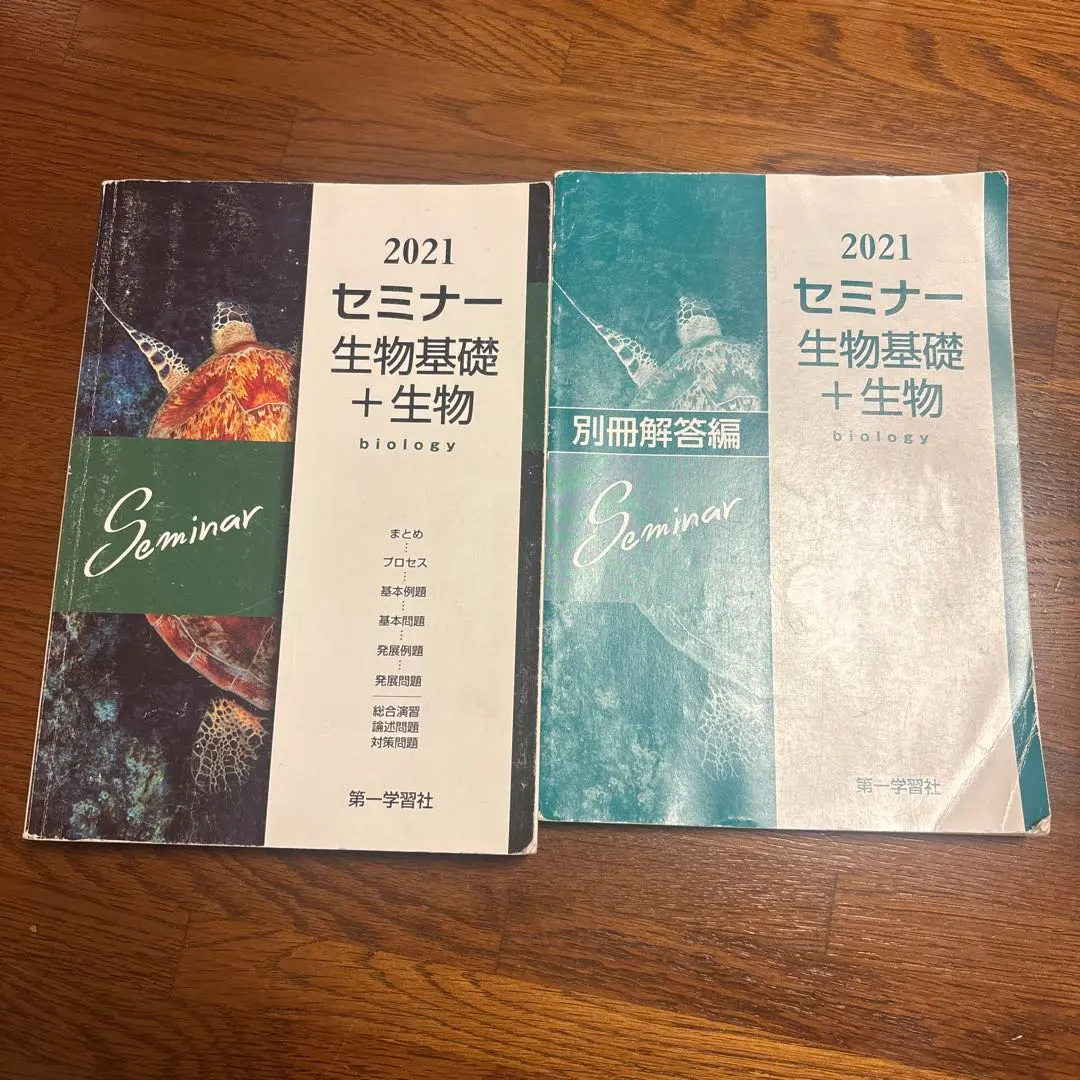 2021
セミナー
生物基礎
+生物
biology
Seminar
まとめ
プロセス
基本例題
基本問題
発展例題
発展問題
総合演習
論述問題
対策問題
第一学習社
2021
セミナー
生物基礎
+生物
biology
別冊解答編
Seminar
第一学習社